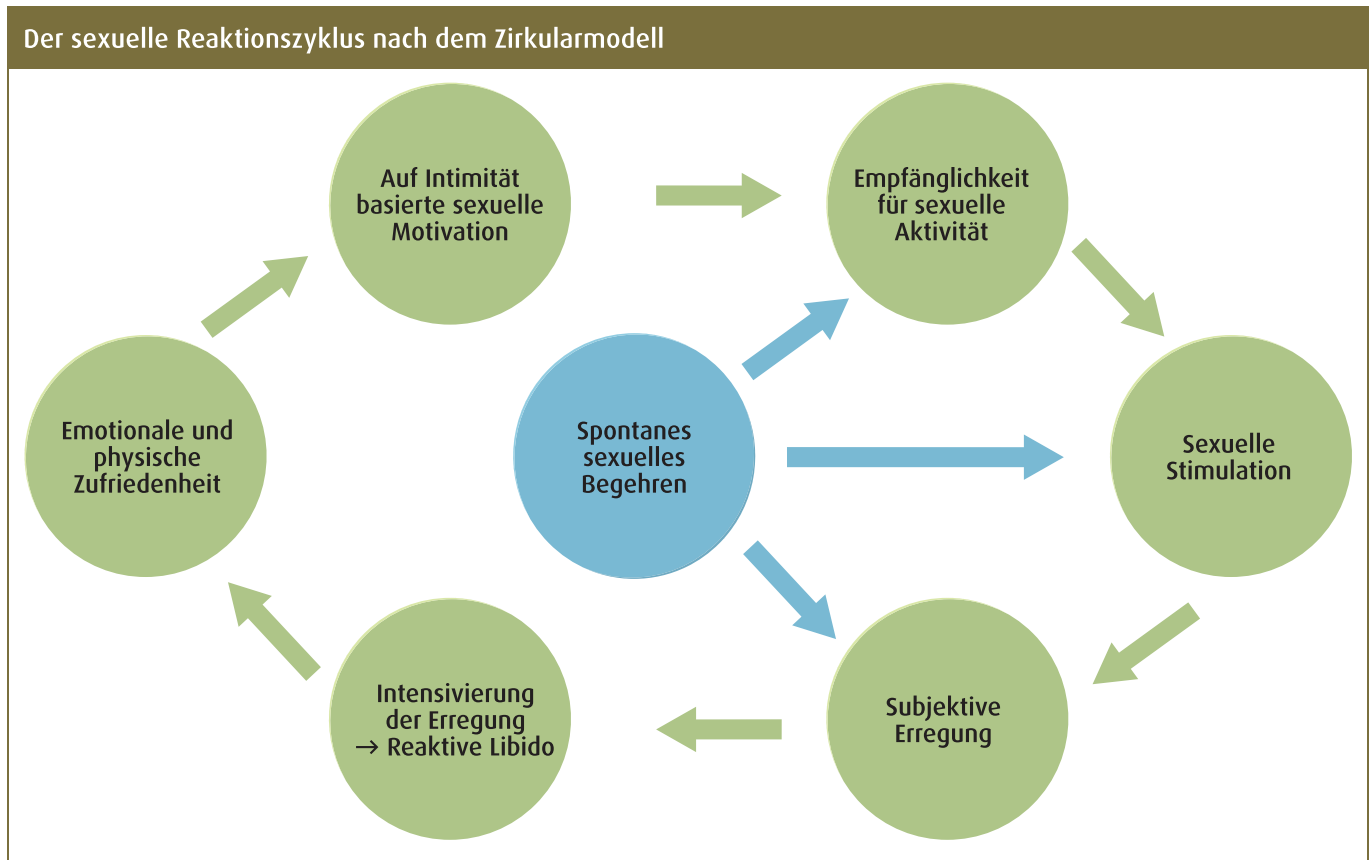 Der sexuelle Reaktionszyklus nach dem Zirkularmodell
Auf Intimität
basierte sexuelle
Motivation
Empfänglichkeit
für sexuelle
Aktivität
Emotionale und
physische
Zufriedenheit
Spontanes
sexuelles
Begehren
Sexuelle
Stimulation
Intensivierung
der Erregung
→ Reaktive Libido
Subjektive
Erregung